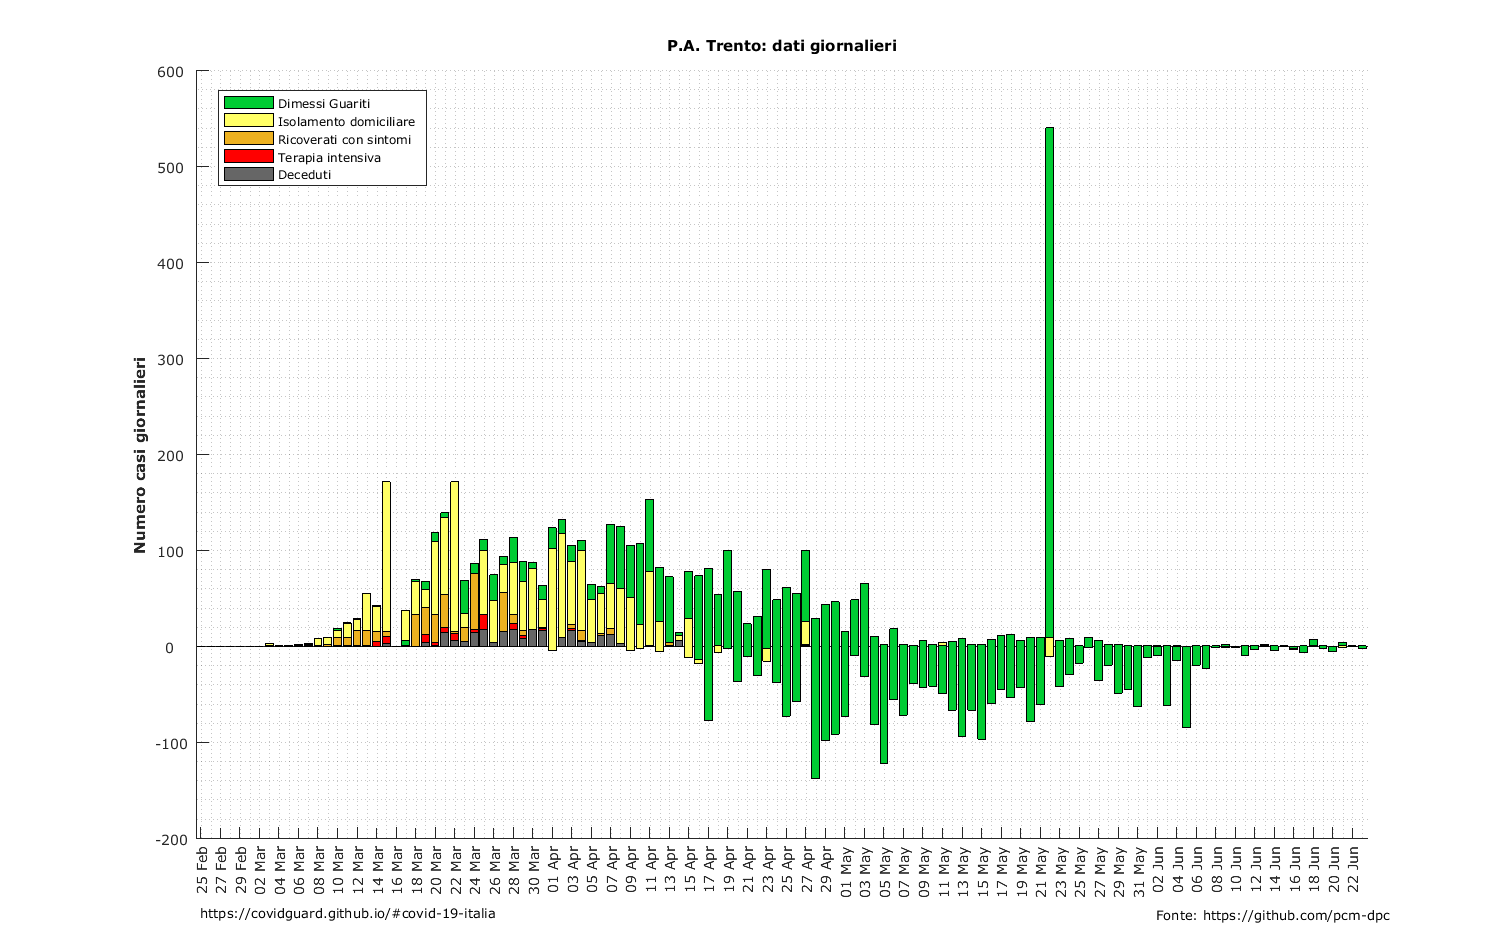 P.A. Trento: dati giornalieri
600
500
400
300
200
100
0
-100
-200
Numero casi giornalieri
Dimessi Guariti
Isolamento domiciliare
Ricoverati con sintomi
Terapia intensiva
Deceduti
25 Feb
27 Feb
29 Feb
02 Mar
04 Mar
06 Mar
08 Mar
10 Mar
12 Mar
14 Mar
16 Mar
18 Mar
20 Mar
22 Mar
24 Mar
26 Mar
28 Mar
30 Mar
01 Apr
03 Apr
05 Apr
07 Apr
09 Apr
11 Apr
13 Apr
15 Apr
17 Apr
19 Apr
21 Apr
23 Apr
25 Apr
27 Apr
29 Apr
01 May
03 May
05 May
07 May
09 May
11 May
13 May
15 May
17 May
19 May
21 May
23 May
25 May
27 May
29 May
31 May
02 Jun
04 Jun
06 Jun
08 Jun
10 Jun
12 Jun
14 Jun
16 Jun
18 Jun
20 Jun
22 Jun
https://covidguard.github.io/#covid-19-italia
Fonte: https://github.com/pcm-dpc